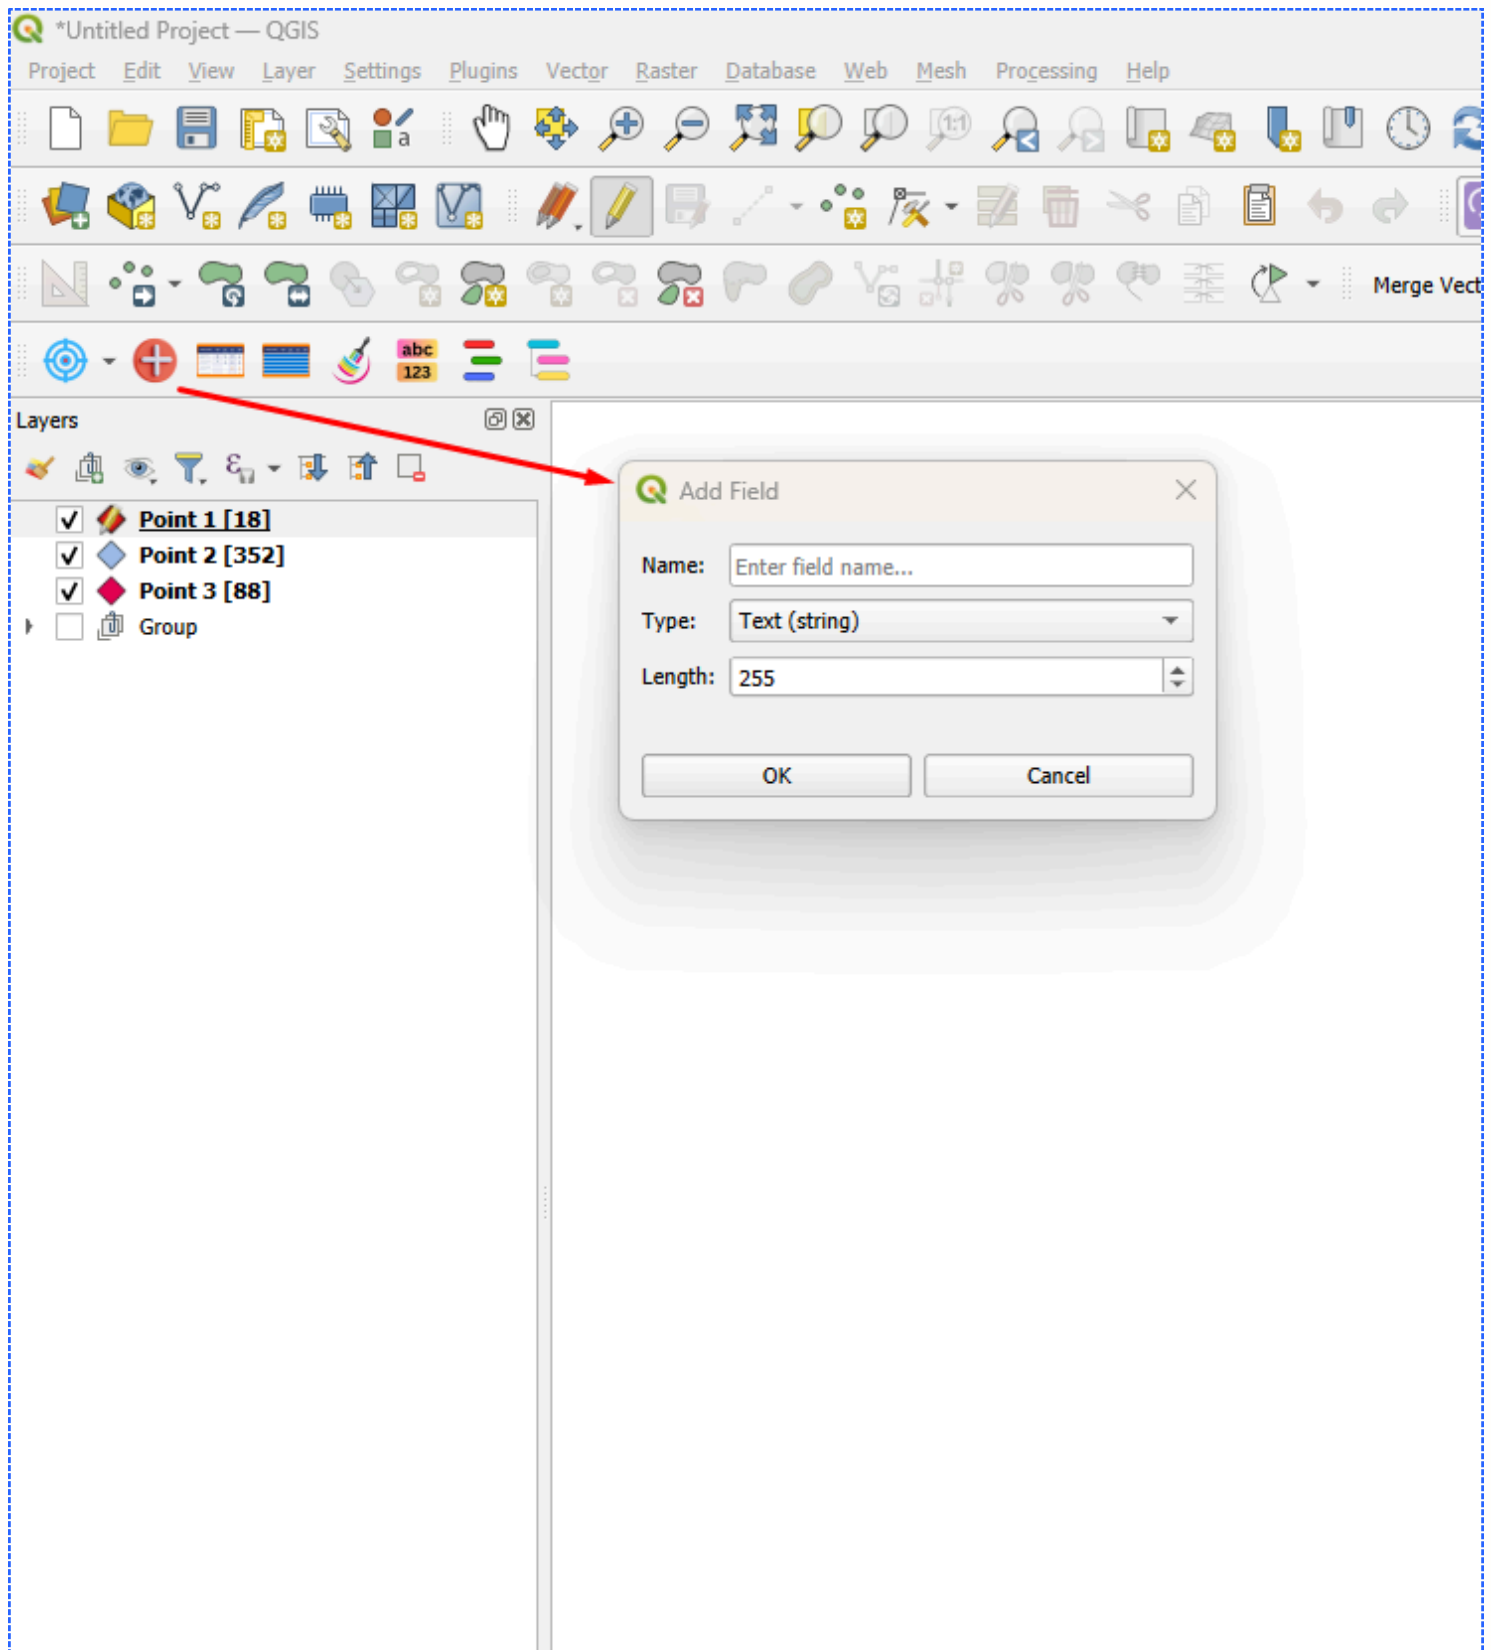 *Untitled Project — QGIS
Project Edit View Layer Settings Plugins Vector Raster Database Web Mesh Processing Help
a
1:1
Merge Vect
abc
123
Layers
Add Field
Point 1 [18]
Name: Enter field name...
Point 2 [352]
Point 3 [88]
Type: Text (string)
Group
Length: 255
OK Cancel